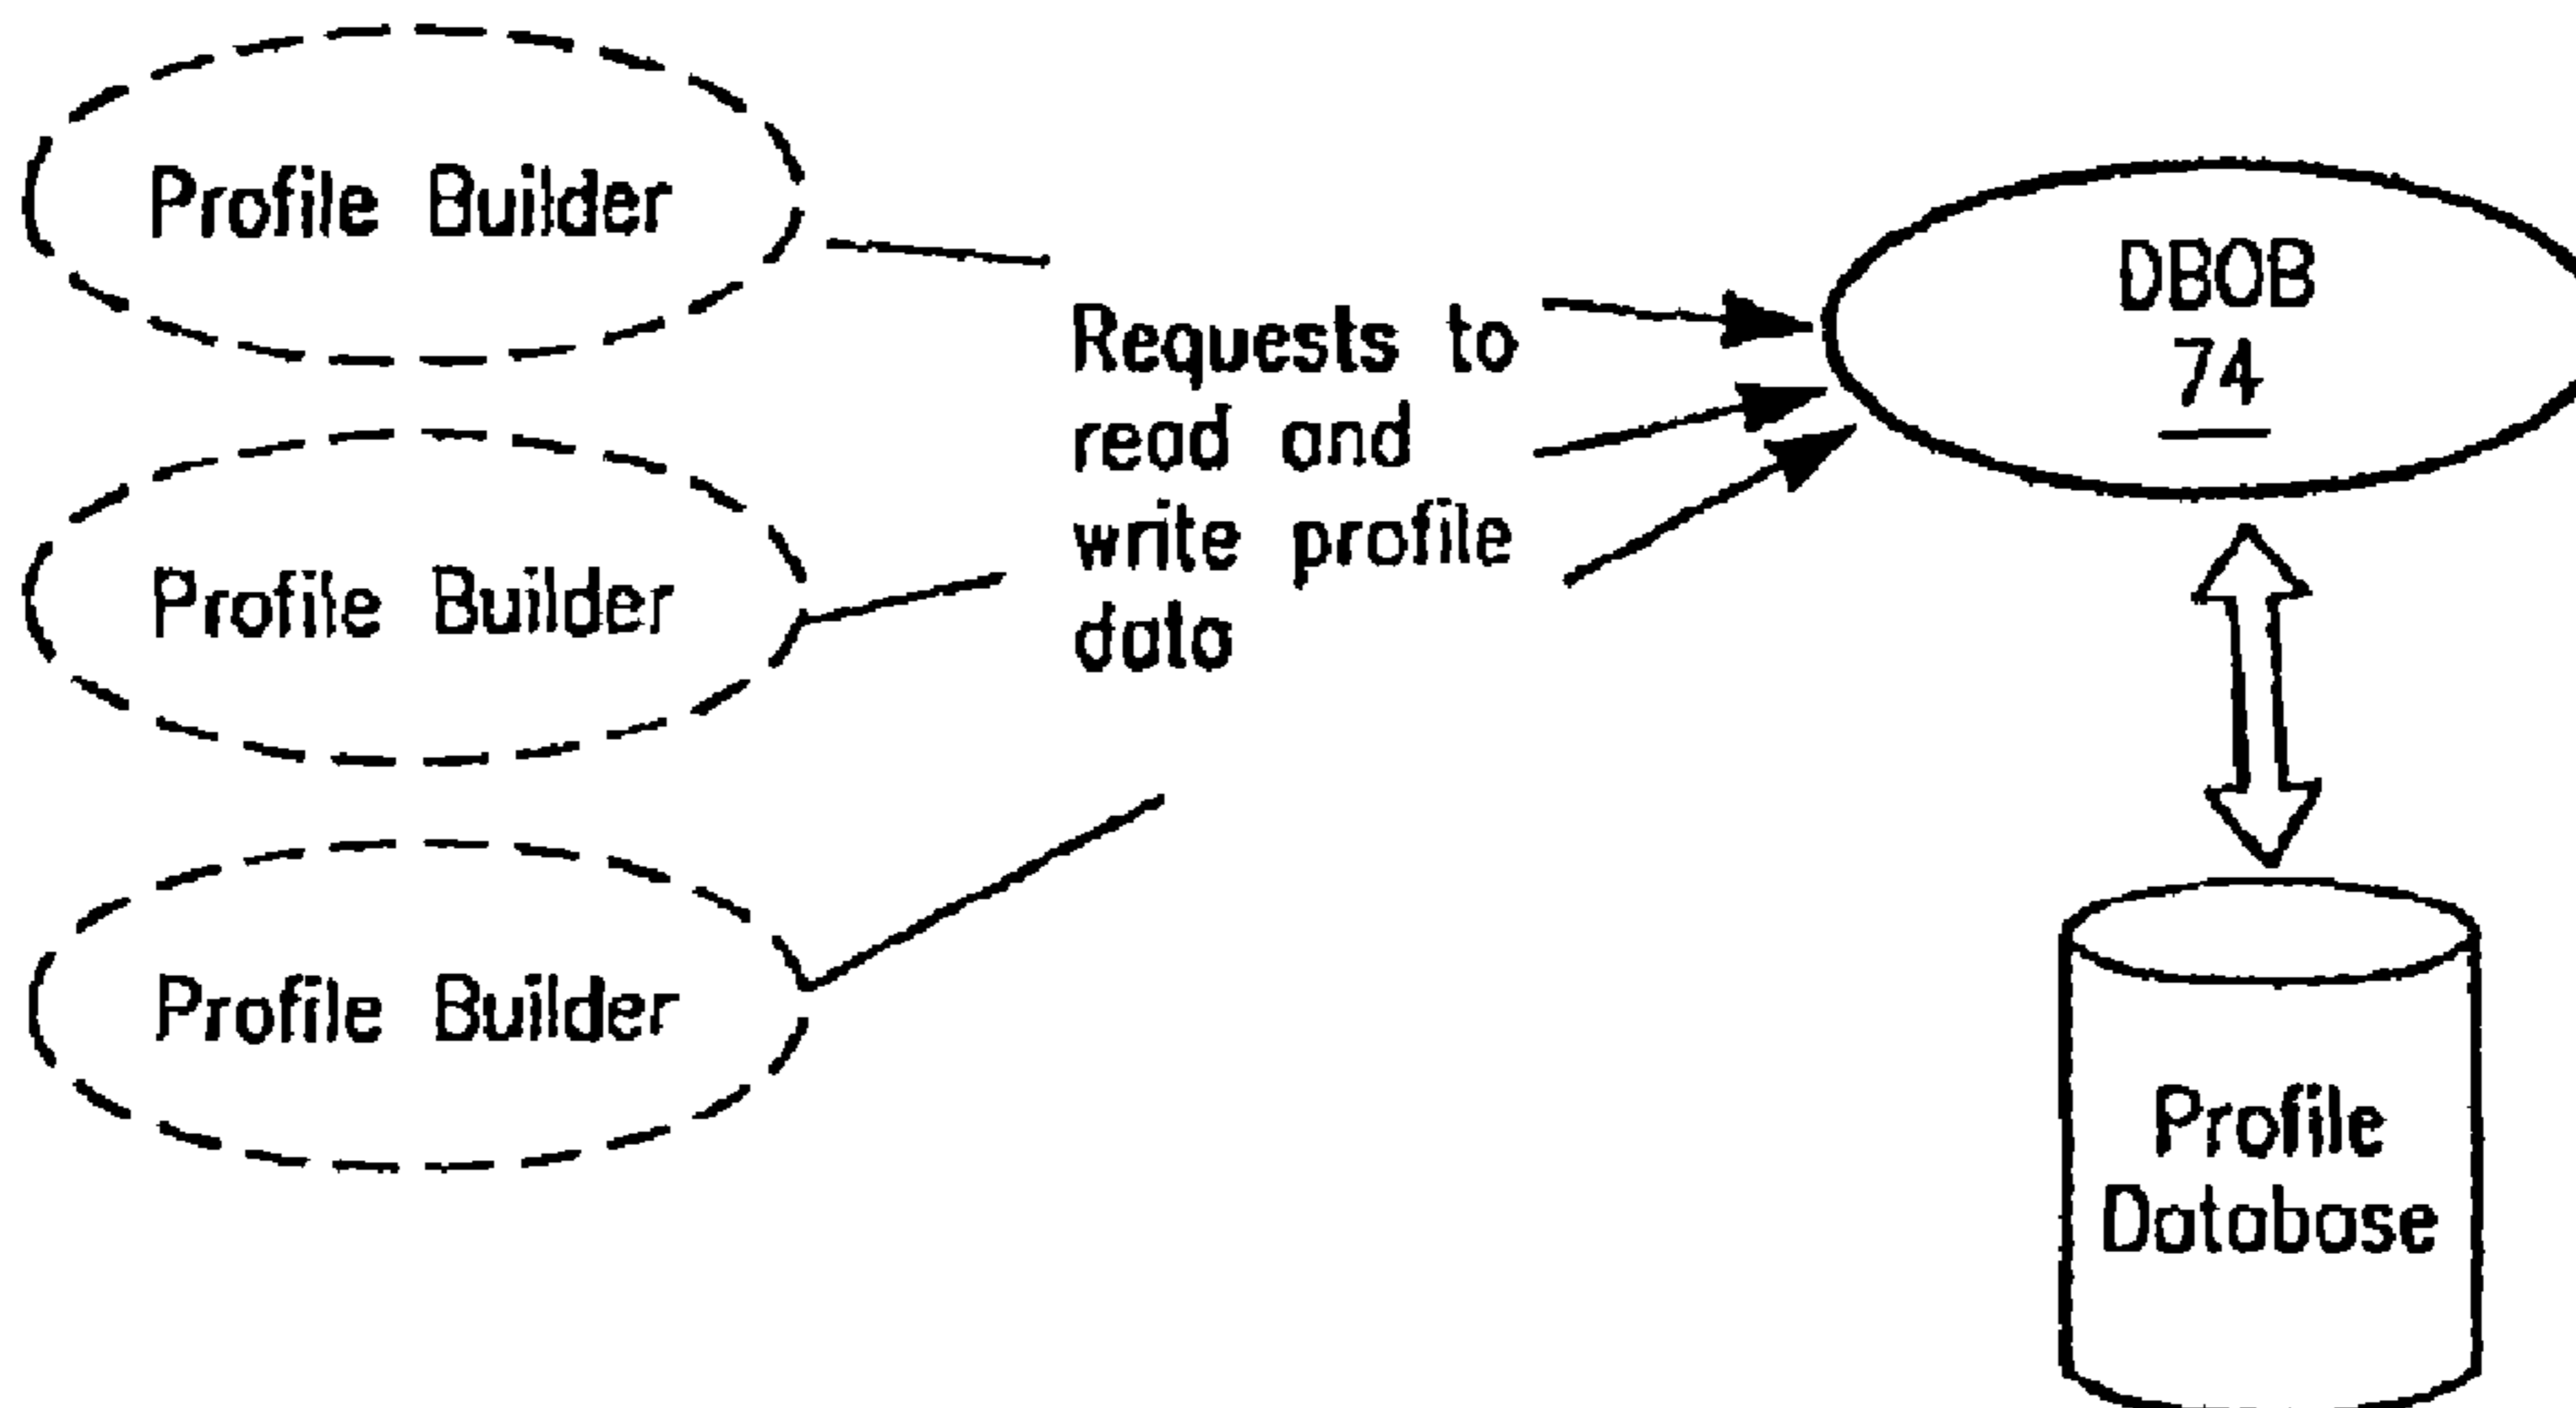 Profile Builder
Profile Builder
Profile Builder
Requests to
read and
write profile
data
DBOB
74
Profile
Database